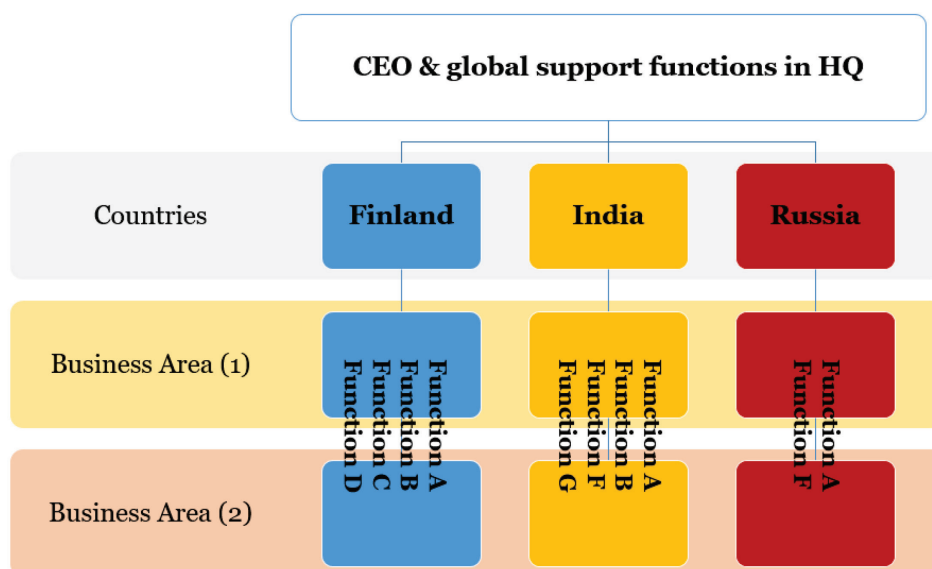 CEO & global support functions in HQ
Countries
Finland
India
Russia
Business Area (1)
Function A
Function B
Function C
Function D
Function A
Function B
Function F
Function G
Function A
Function F
Business Area (2)